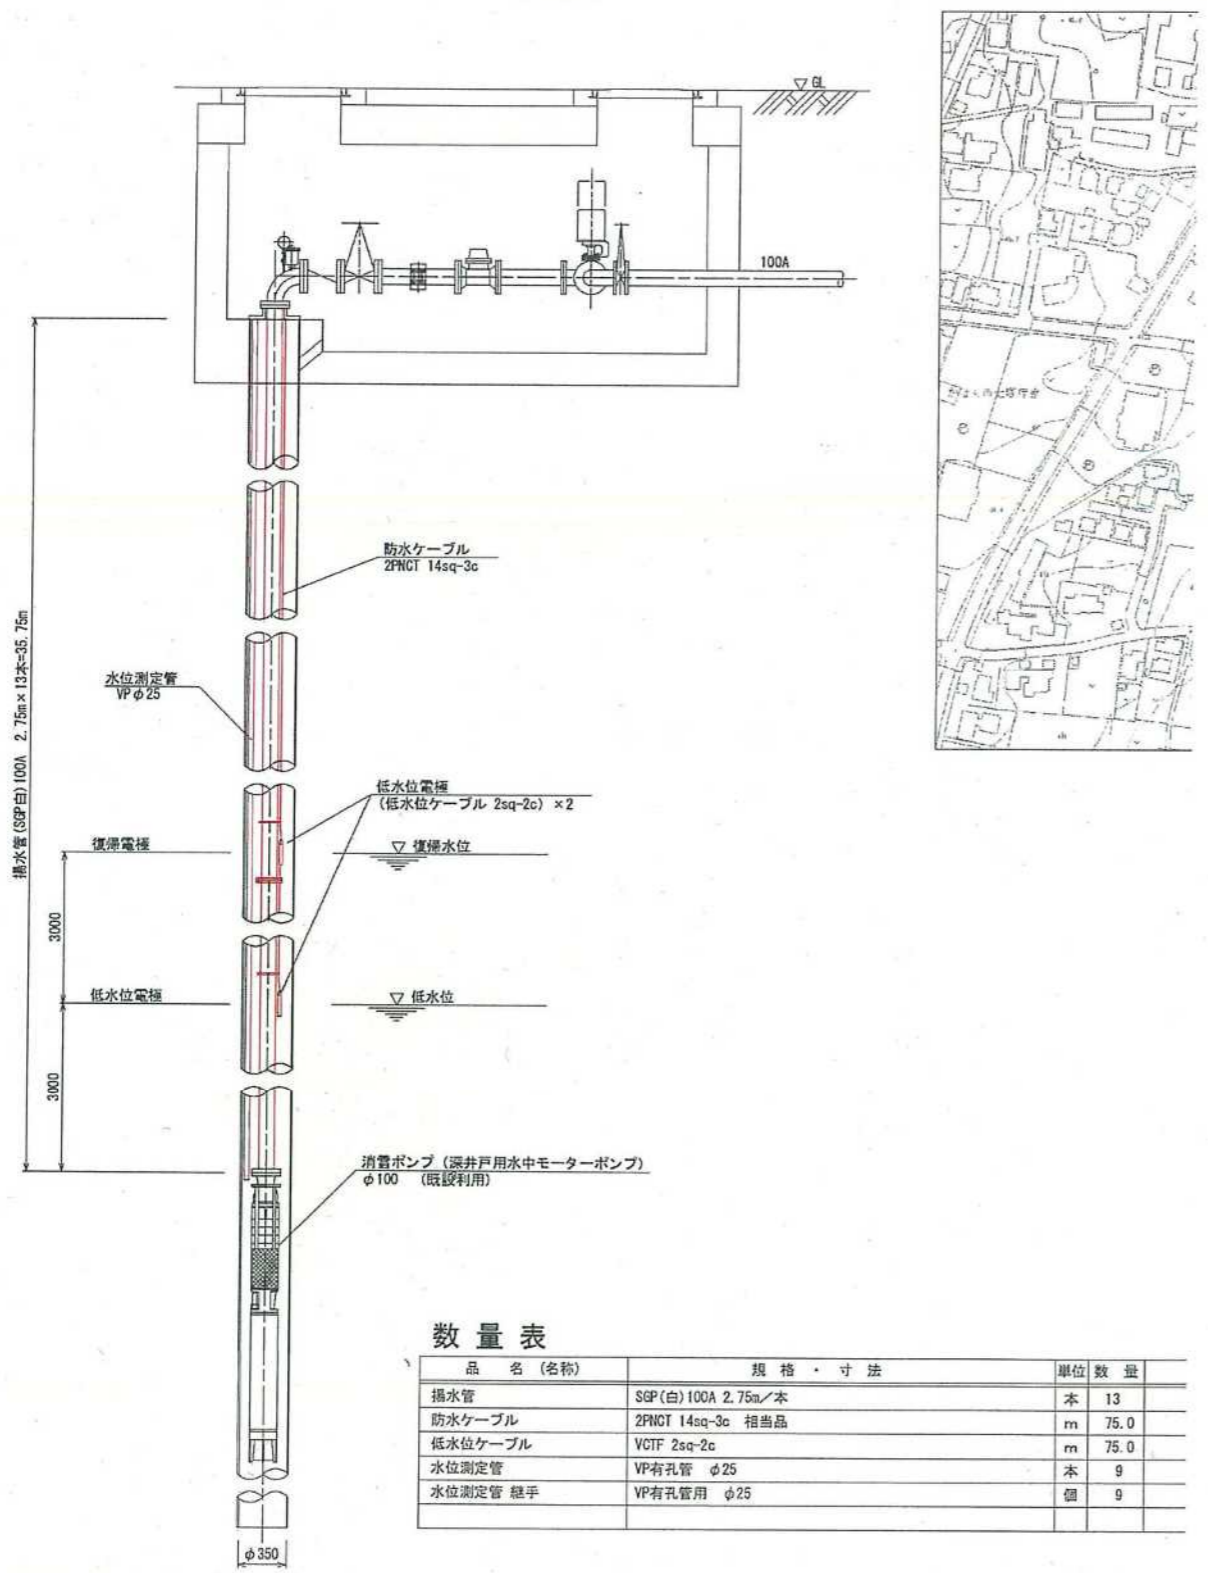 GL
100A
防水ケーブル
2PNCT 14sq-3c
揚水管(SGP白)100A 2.75m×13本=35.75m
水位測定管
VPφ25
低水位電極
(低水位ケーブル 2sq-2c) ×2
復帰電極
復帰水位
3000
低水位電極
低水位
3000
消雪ポンプ (深井戸用水中モーターポンプ)
φ100 (既設利用)
φ350
数量表
品 名 (名称) 規格・寸法 単位 数量
揚水管 SGP(白)100A 2.75m/本 本 13
防水ケーブル 2PNCT 14sq-3c 相当品 m 75.0
低水位ケーブル VCTF 2sq-2c m 75.0
水位測定管 VP有孔管 φ25 本 9
水位測定管 継手 VP有孔管用 φ25 個 9